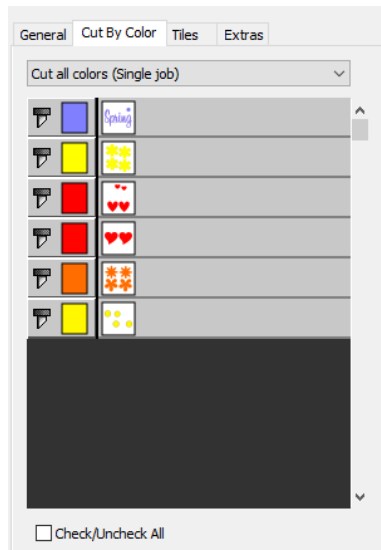 General Cut By Color Tiles Extras
Cut all colors (Single job)
Spring
Check/Uncheck All